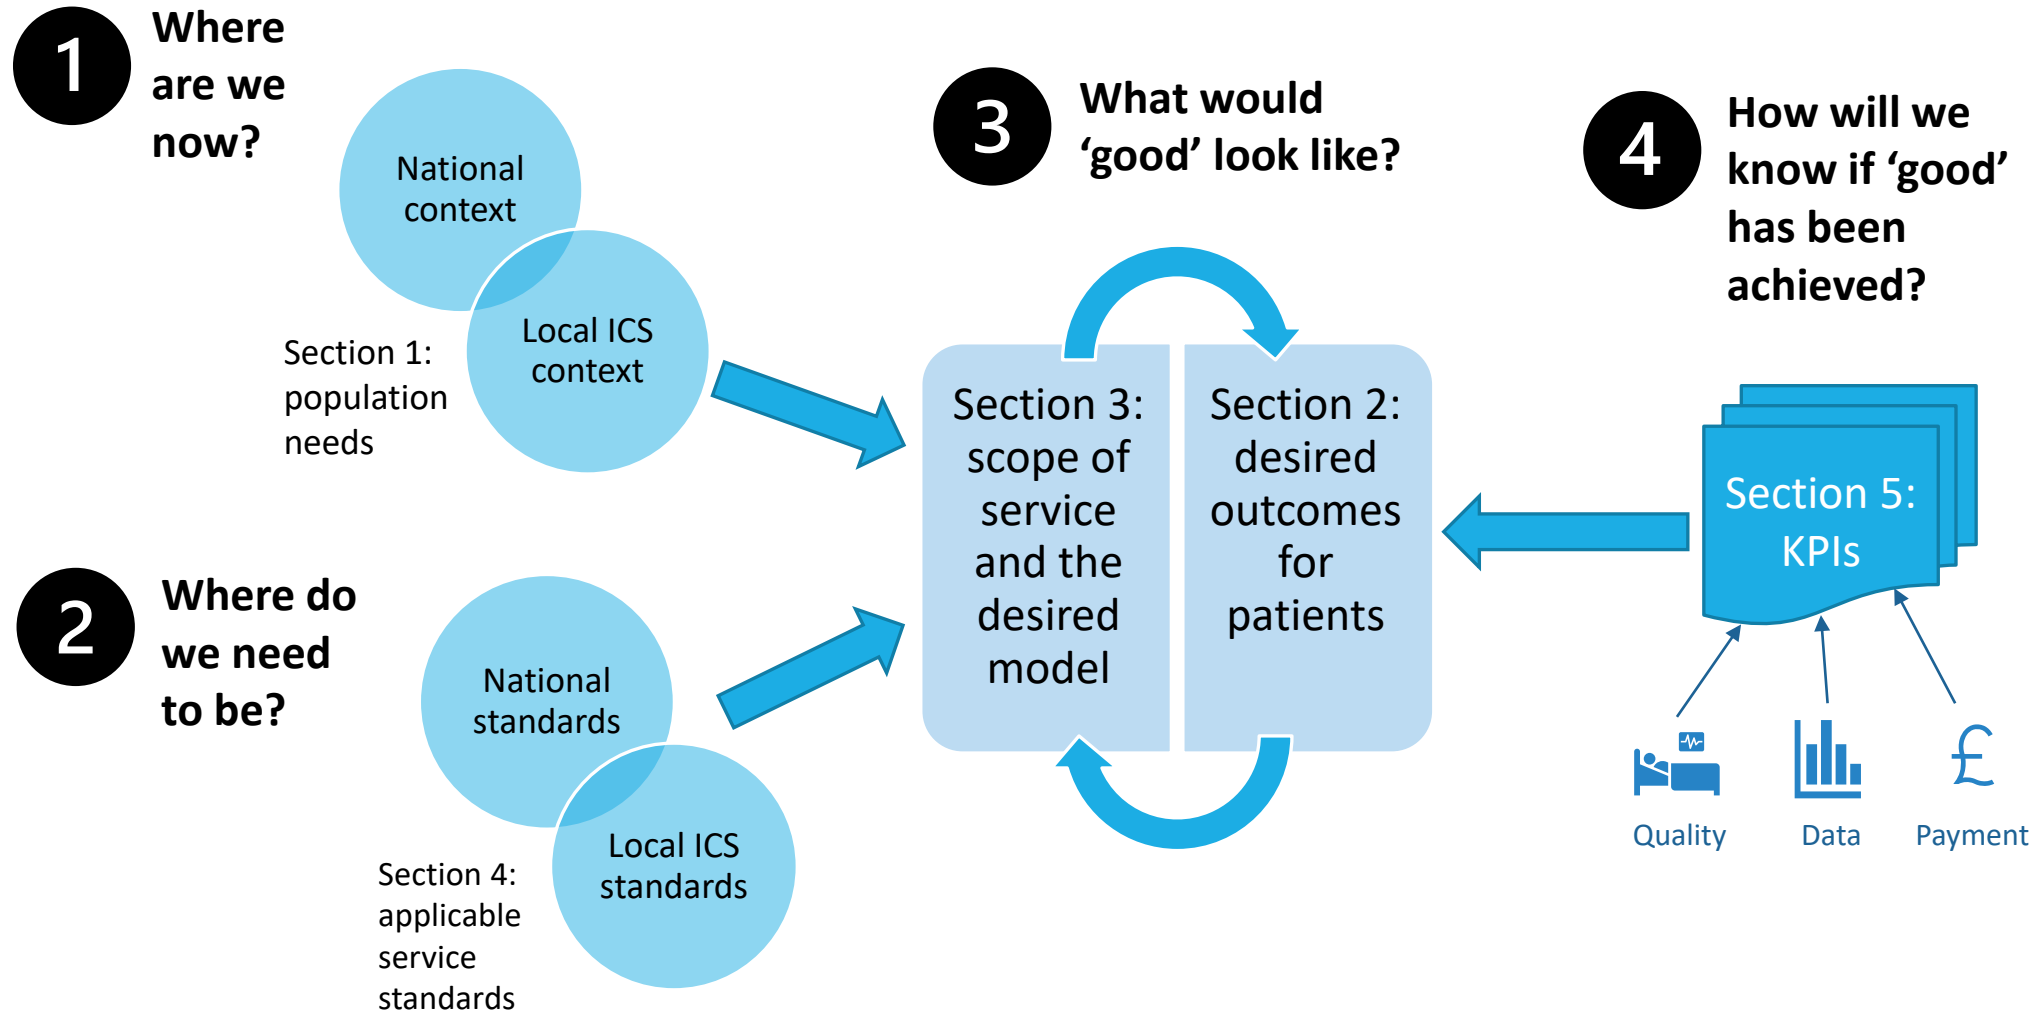 1
Where
are we
now?
National
context
Local ICS
context
Section 1:
population
needs
2
Where do
we need
to be?
National
standards
Local ICS
standards
Section 4:
applicable
service
standards
3
What would
‘good’ look like?
Section 3:
scope of
service
and the
desired
model
Section 2:
desired
outcomes
for
patients
4
How will we
know if ‘good’
has been
achieved?
Section 5:
KPIs
£
Quality
Data
Payment